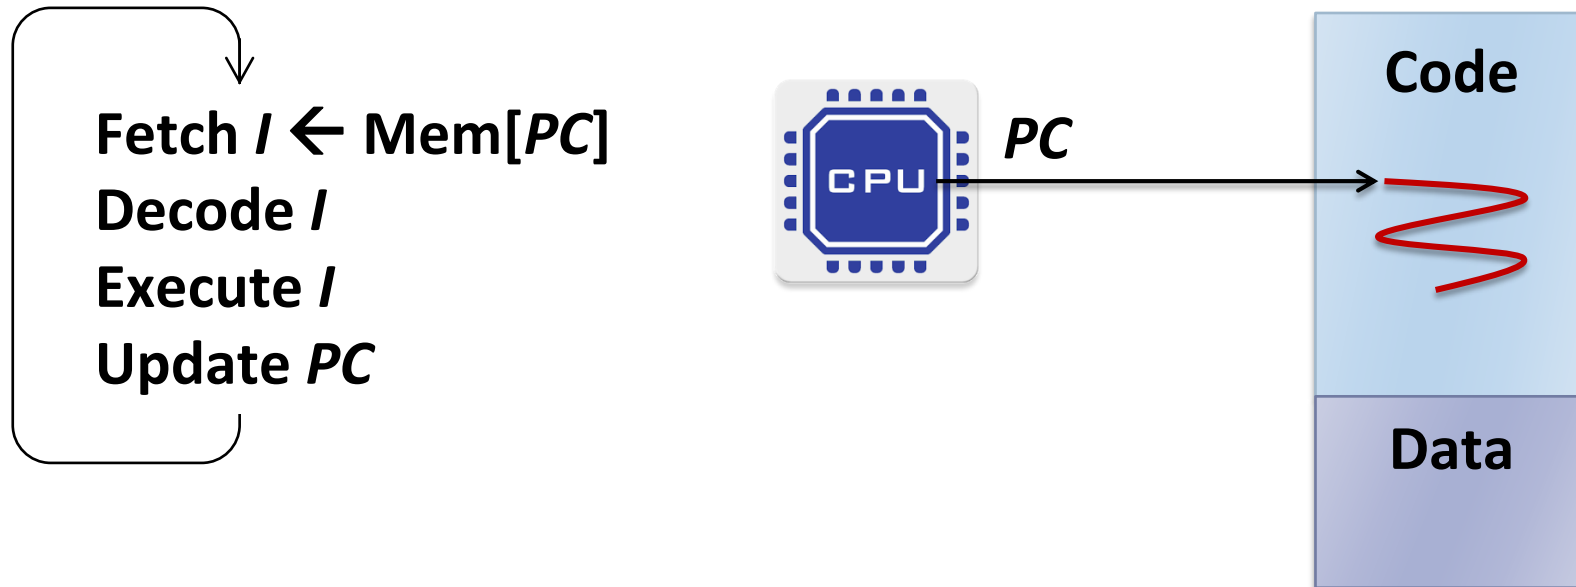 Fetch I ← Mem[PC]
Decode I
Execute I
Update PC
CPU
PC
Code
Data